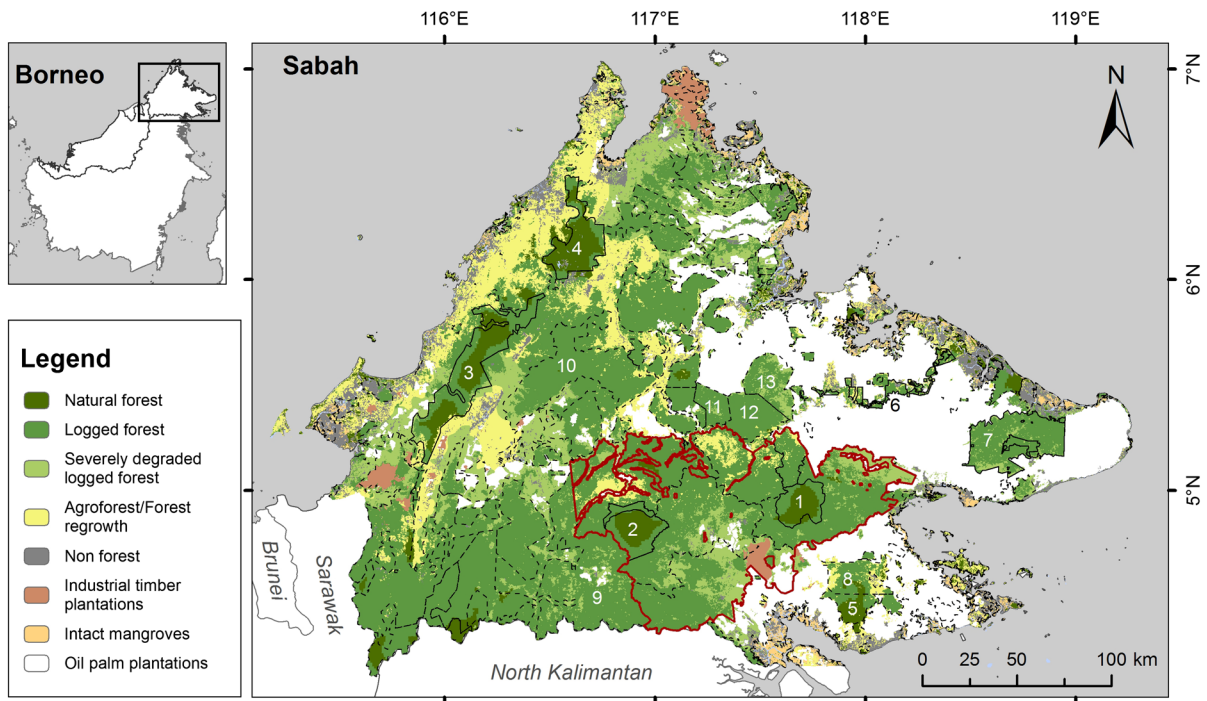 116°E
117°E
118°E
119°E
Borneo
Sabah
N
7°N
6°N
5°N
4
3
10
13
11
12
6
7
1
2
8
5
9
Legend
Natural forest
Logged forest
Severely degraded
logged forest
Agroforest/Forest
regrowth
Non forest
Industrial timber
plantations
Intact mangroves
Oil palm plantations
Brunei
Sarawak
North Kalimantan
0 25 50 100 km